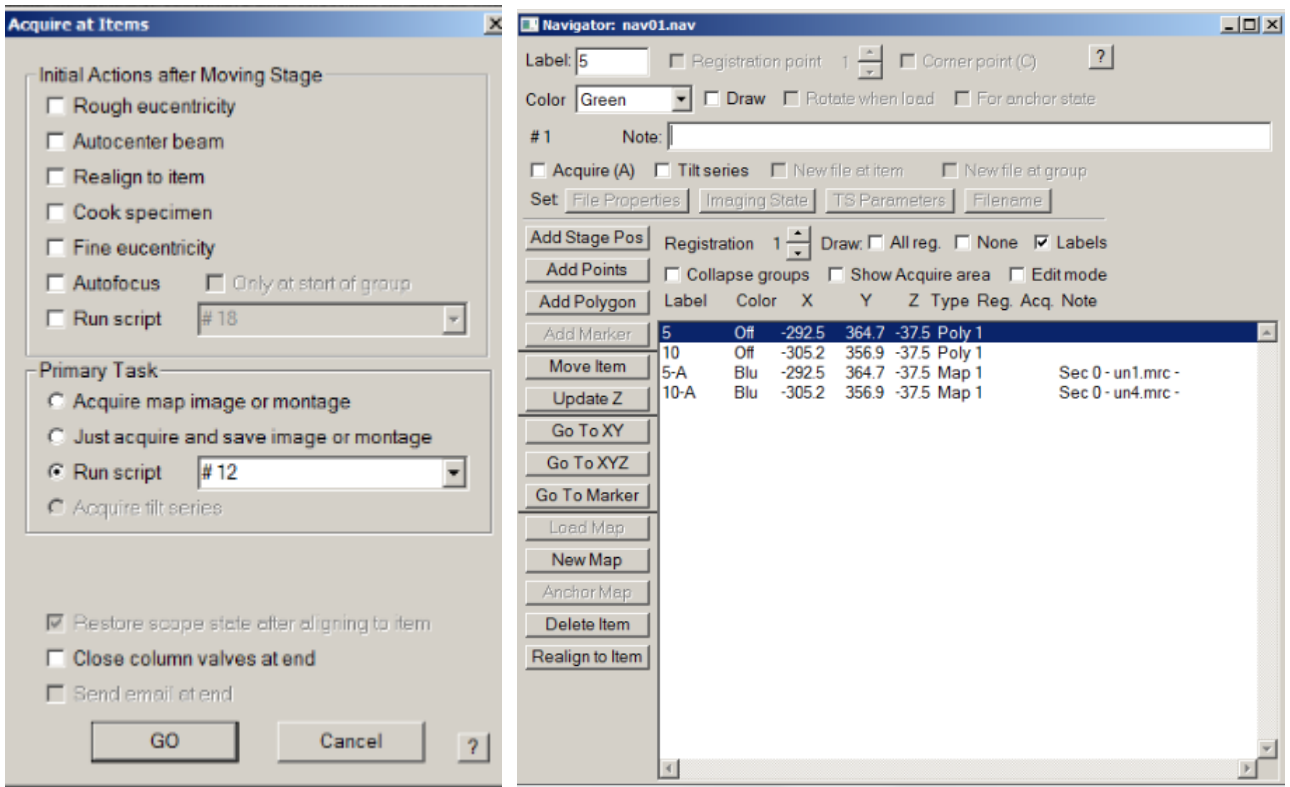 Acquire at Items
Initial Actions after Moving Stage
Rough eucentricity
Autocenter beam
Realign to item
Cook specimen
Fine eucentricity
Autofocus Only at start of group
Run script # 18
Primary Task
Acquire map image or montage
Just acquire and save image or montage
Run script # 12
Acquire tilt series
Restore scope state after aligning to item
Close column valves at end
Send email at end
GO Cancel ?
Navigator: nav01.nav
Label: 5 Registration point 1 Corner point (C) ?
Color Green Draw Rotate when load For anchor state
# 1 Note:
Acquire (A) Tilt series New file at item New file at group
Set: File Properties Imaging State TS Parameters Filename
Add Stage Pos Registration 1 Draw: All reg. None Labels
Add Points Collapse groups Show Acquire area Edit mode
Add Polygon Label Color X Y Z Type Reg. Acq. Note
Add Marker 5 Off -292.5 364.7 -37.5 Poly 1
10 Off -305.2 356.9 -37.5 Poly 1
Move Item 5-A Blu -292.5 364.7 -37.5 Map 1 Sec 0 - un1.mrc -
Update Z 10-A Blu -305.2 356.9 -37.5 Map 1 Sec 0 - un4.mrc -
Go To XY
Go To XYZ
Go To Marker
Load Map
New Map
Anchor Map
Delete Item
Realign to Item